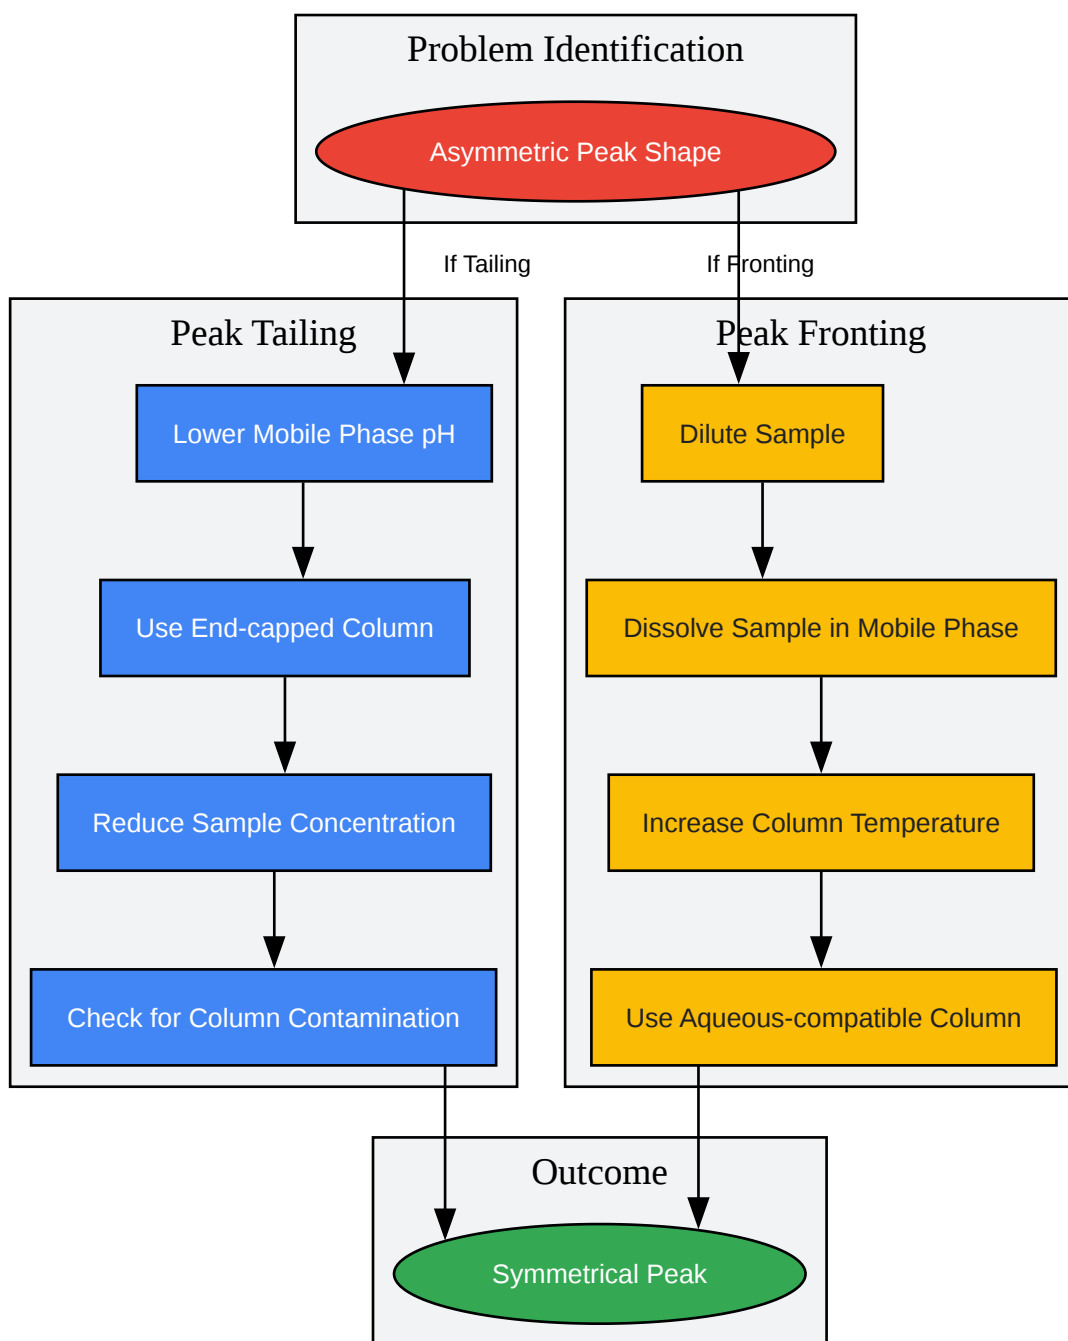 Problem Identification
Asymmetric Peak Shape
If Tailing
If Fronting
Peak Tailing
Lower Mobile Phase pH
Use End-capped Column
Reduce Sample Concentration
Check for Column Contamination
Peak Fronting
Dilute Sample
Dissolve Sample in Mobile Phase
Increase Column Temperature
Use Aqueous-compatible Column
Outcome
Symmetrical Peak